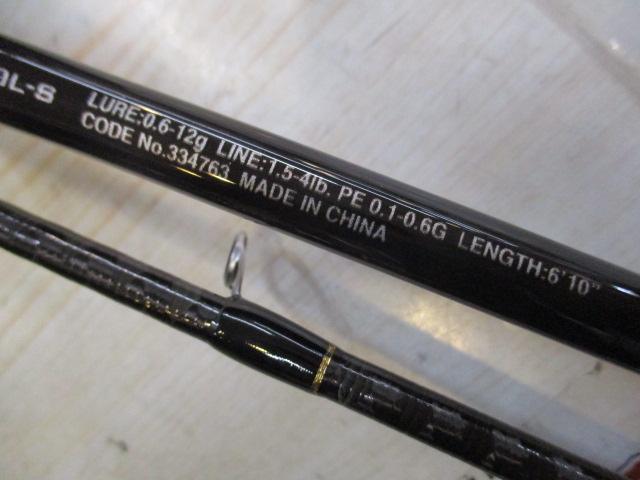 LURE:0.6-12g LINE:1.5-4lb. PE 0.1-0.6G LENGTH:6'10"
CODE No.334763 MADE IN CHINA